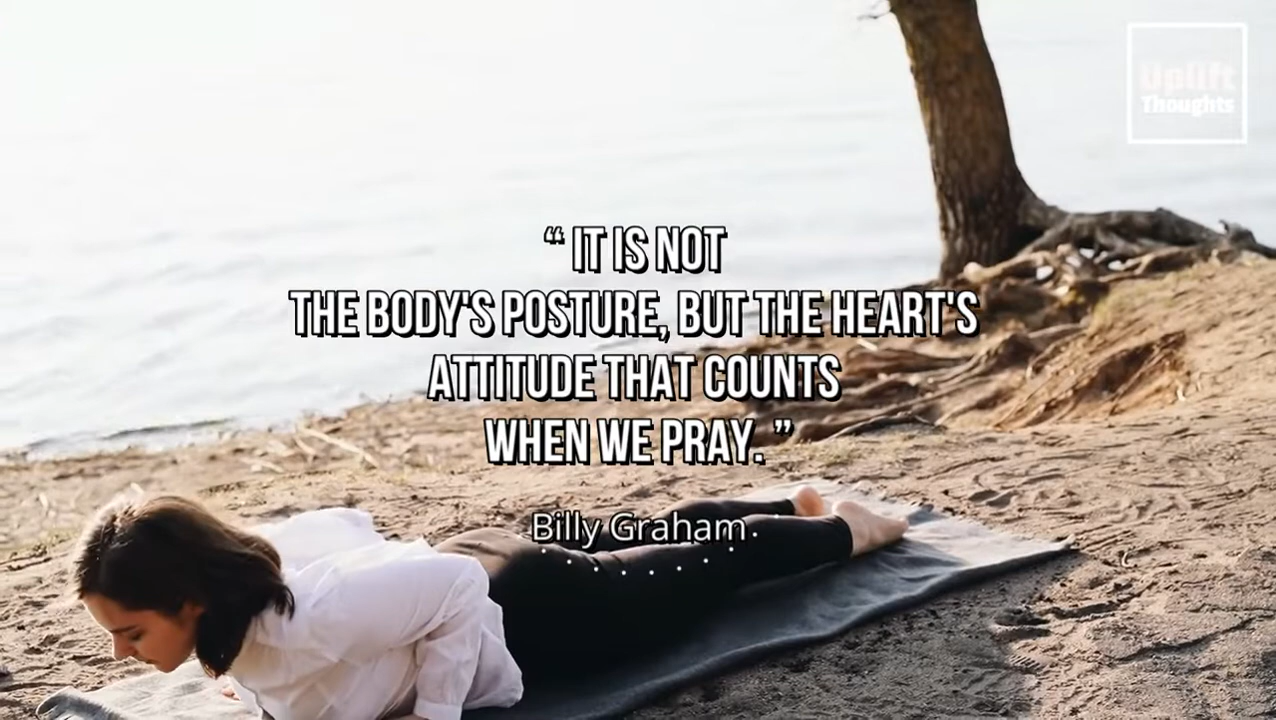 Uplift
Thoughts
“ IT IS NOT
THE BODY'S POSTURE, BUT THE HEART'S
ATTITUDE THAT COUNTS
WHEN WE PRAY. ”
Billy Graham